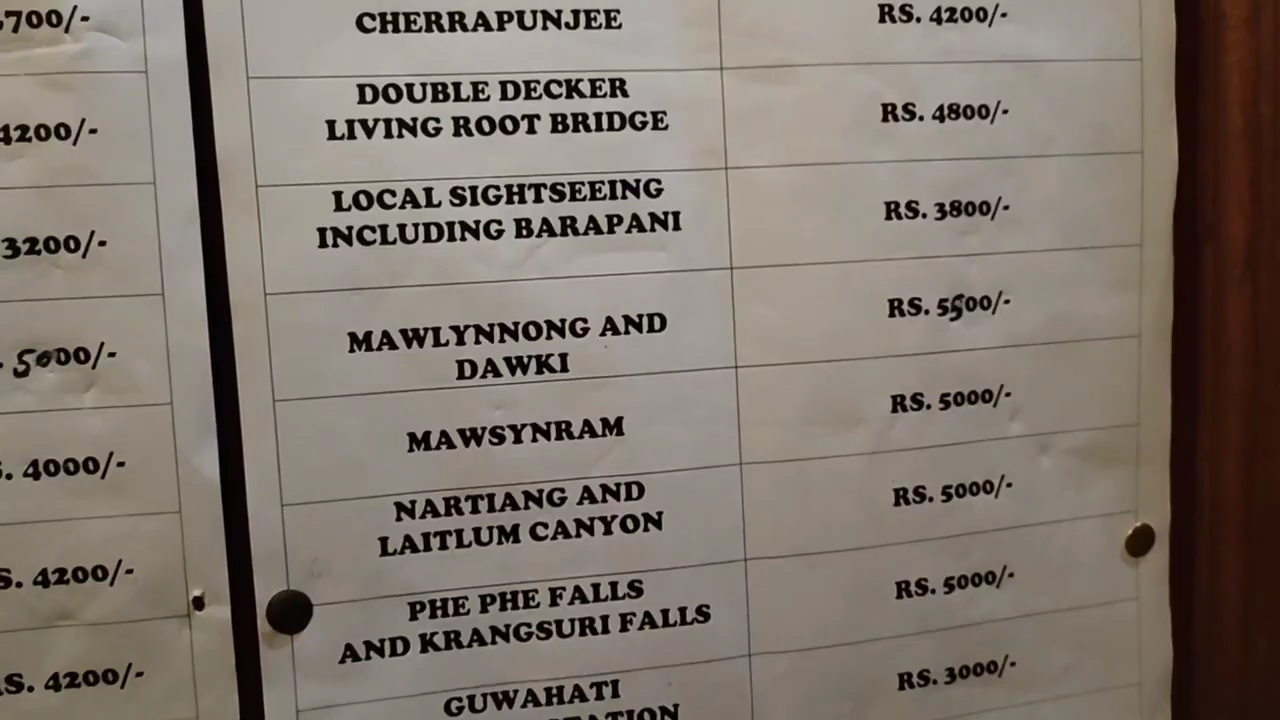 700/-
4200/-
3200/-
5000/-
. 4000/-
S. 4200/-
RS. 4200/-
CHERRAPUNJEE RS. 4200/-
DOUBLE DECKER
LIVING ROOT BRIDGE RS. 4800/-
LOCAL SIGHTSEEING
INCLUDING BARAPANI RS. 3800/-
MAWLYNNONG AND
DAWKI RS. 5500/-
MAWSYNRAM RS. 5000/-
NARTIANG AND
LAITLUM CANYON RS. 5000/-
PHE PHE FALLS
AND KRANGSURI FALLS RS. 5000/-
GUWAHATI RS. 3000/-